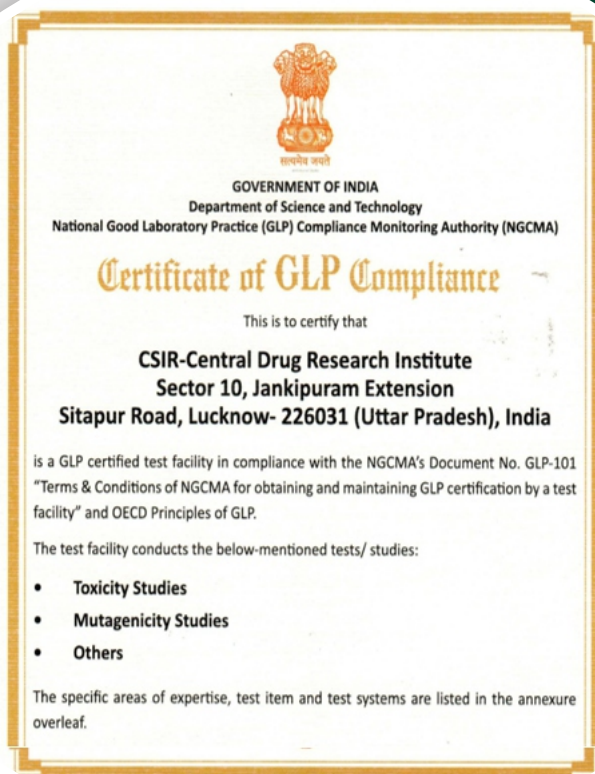 सत्यमेव जयते
GOVERNMENT OF INDIA
Department of Science and Technology
National Good Laboratory Practice (GLP) Compliance Monitoring Authority (NGCMA)
Certificate of GLP Compliance
This is to certify that
CSIR-Central Drug Research Institute
Sector 10, Jankipuram Extension
Sitapur Road, Lucknow- 226031 (Uttar Pradesh), India
is a GLP certified test facility in compliance with the NGCMA's Document No. GLP-101
"Terms & Conditions of NGCMA for obtaining and maintaining GLP certification by a test
facility" and OECD Principles of GLP.
The test facility conducts the below-mentioned tests/ studies:
• Toxicity Studies
• Mutagenicity Studies
• Others
The specific areas of expertise, test item and test systems are listed in the annexure
overleaf.